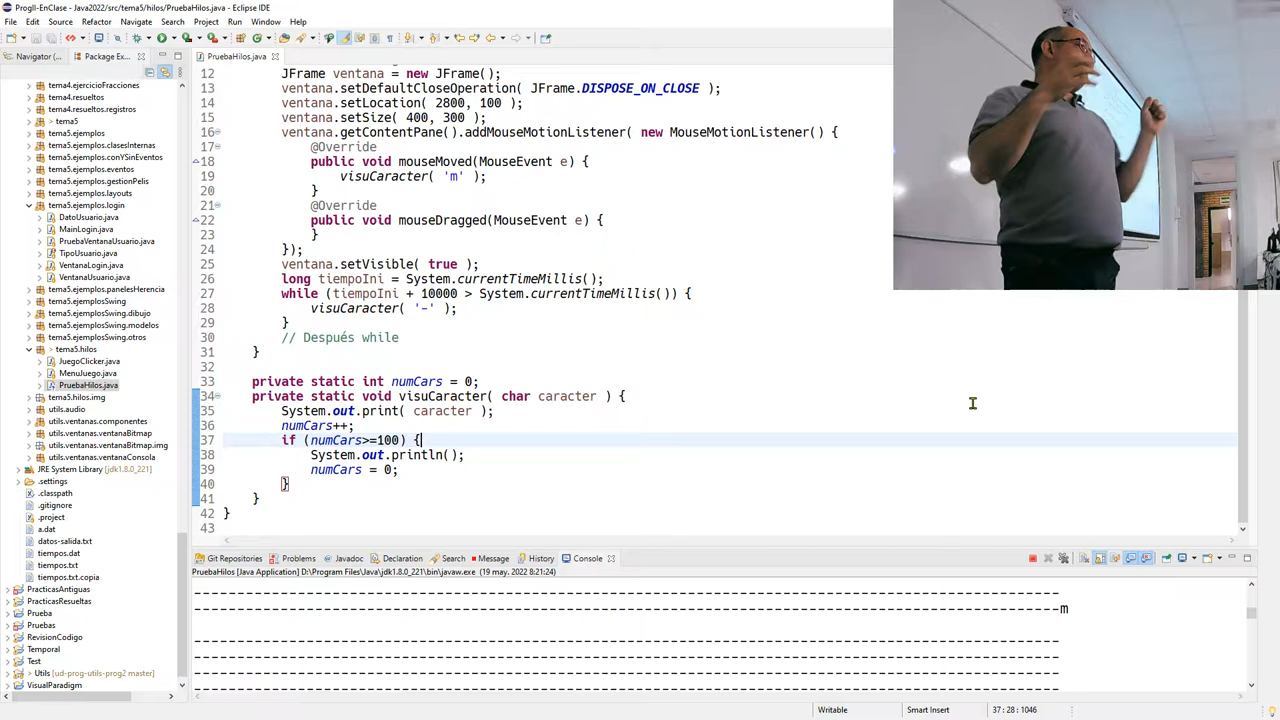 ProgII-EnClase - Java2022/src/tema5/hilos/PruebaHilos.java - Eclipse IDE
File Edit Source Refactor Navigate Search Project Run Window Help
Navigator (... Package Ex...
tema4.ejercicioFracciones
tema4.resueltos
tema4.resueltos.registros
tema5
tema5.ejemplos
tema5.ejemplos.clasesInternas
tema5.ejemplos.conYSinEventos
tema5.ejemplos.eventos
tema5.ejemplos.gestionPelis
tema5.ejemplos.layouts
tema5.ejemplos.login
DatoUsuario.java
MainLogin.java
PruebaVentanaUsuario.java
TipoUsuario.java
VentanaLogin.java
VentanaUsuario.java
tema5.ejemplos.panelesHerencia
tema5.ejemplosSwing
tema5.ejemplosSwing.dibujo
tema5.ejemplosSwing.modelos
tema5.ejemplosSwing.otros
tema5.hilos
JuegoClicker.java
MenuJuego.java
PruebaHilos.java
tema5.hilos.img
utils.audio
utils.ventanas.componentes
utils.ventanas.ventanaBitmap
utils.ventanas.ventanaBitmap.img
utils.ventanas.ventanaConsola
JRE System Library [jdk1.8.0_221]
.settings
.classpath
.gitignore
.project
a.dat
datos-salida.txt
tiempos.dat
tiempos.txt
tiempos.txt.copia
PracticasAntiguas
PracticasResueltas
Prueba
Pruebas
RevisionCodigo
Temporal
Test
Utils [ud-prog-utils-prog2 master]
VisualParadigm
PruebaHilos.java
12 JFrame ventana = new JFrame();
13 ventana.setDefaultCloseOperation( JFrame.DISPOSE_ON_CLOSE );
14 ventana.setLocation( 2800, 100 );
15 ventana.setSize( 400, 300 );
16 ventana.getContentPane().addMouseMotionListener( new MouseMotionListener() {
17 @Override
18 public void mouseMoved(MouseEvent e) {
19 visuCaracter( 'm' );
20 }
21 @Override
22 public void mouseDragged(MouseEvent e) {
23 }
24 });
25 ventana.setVisible( true );
26 long tiempoIni = System.currentTimeMillis();
27 while (tiempoIni + 10000 > System.currentTimeMillis()) {
28 visuCaracter( '-' );
29 }
30 // Después while
31 }
32
33 private static int numCars = 0;
34 private static void visuCaracter( char caracter ) {
35 System.out.print( caracter );
36 numCars++;
37 if (numCars>=100) {
38 System.out.println();
39 numCars = 0;
40 }
41 }
42 }
43
Git Repositories Problems Javadoc Declaration Search Message History Console
PruebaHilos [Java Application] D:\Program Files\Java\jdk1.8.0_221\bin\javaw.exe (19 may. 2022 8:21:24)
----------------------------------------------------------------------------------------------------
---------------------------------------------------------------------------------------------------m
----------------------------------------------------------------------------------------------------
----------------------------------------------------------------------------------------------------
----------------------------------------------------------------------------------------------------
----------------------------------------------------------------------------------------------------
Writable Smart Insert 37 : 28 : 1046